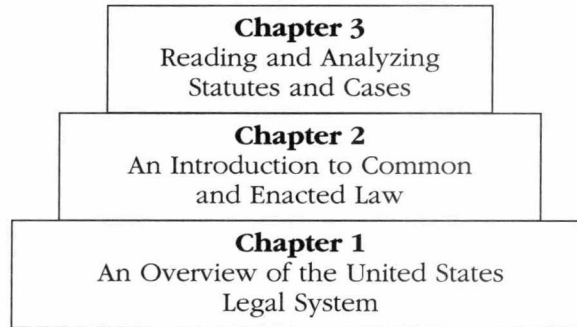 Chapter 3
Reading and Analyzing
Statutes and Cases
Chapter 2
An Introduction to Common
and Enacted Law
Chapter 1
An Overview of the United States
Legal System